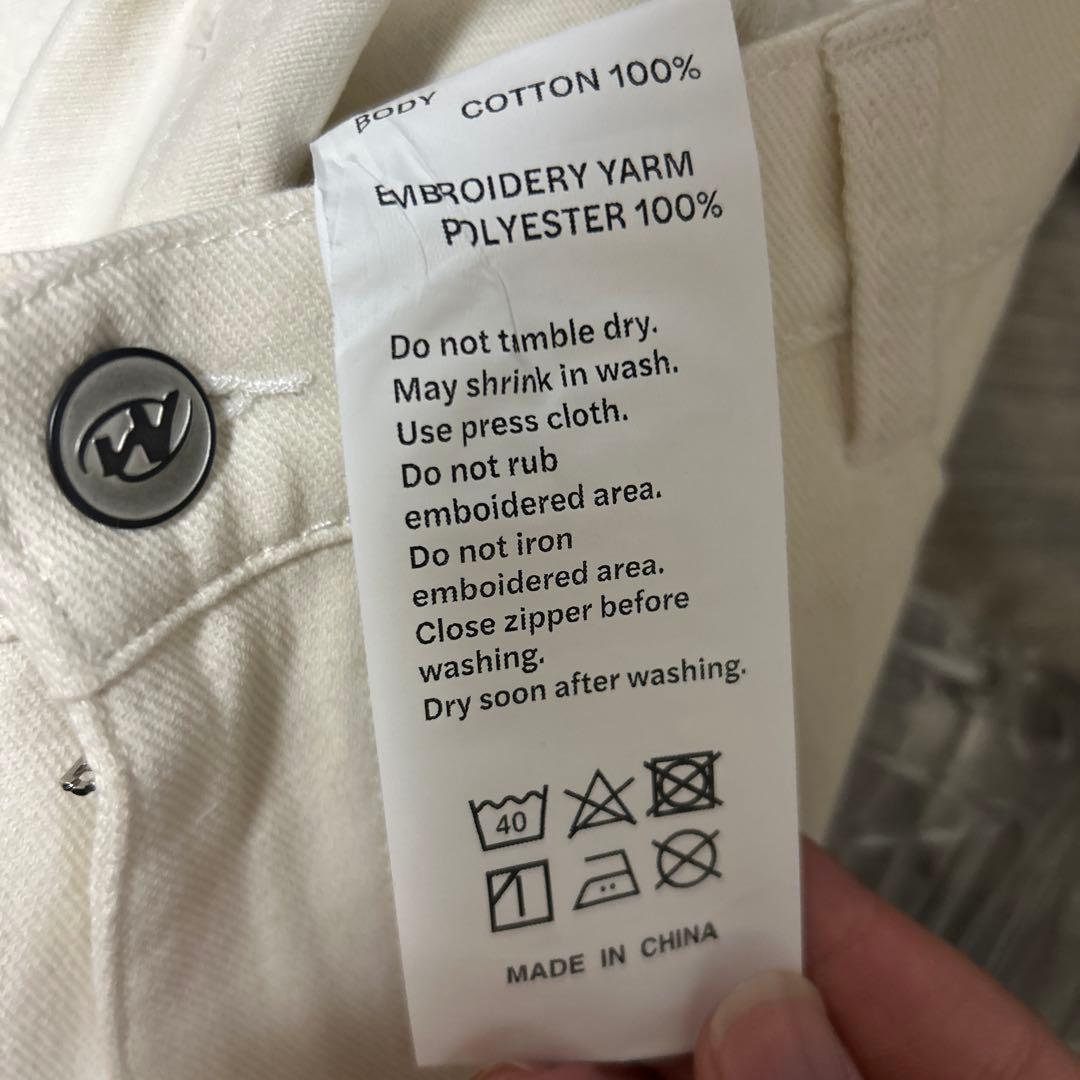 BODY COTTON 100%
EMBROIDERY YARM
POLYESTER 100%
Do not tumble dry.
May shrink in wash.
Use press cloth.
Do not rub
emboidered area.
Do not iron
emboidered area.
Close zipper before
washing.
Dry soon after washing.
40
MADE IN CHINA